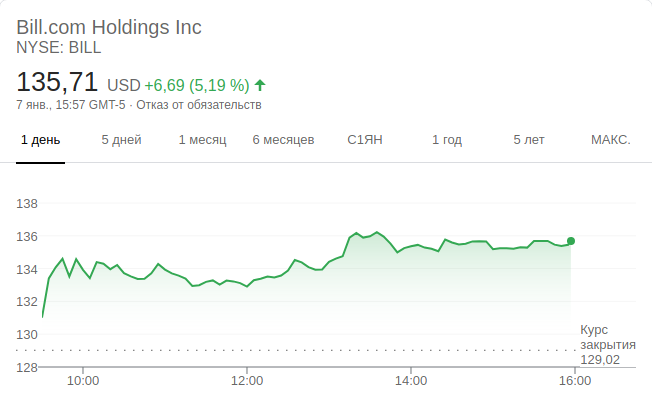 Bill.com Holdings Inc
NYSE: BILL
135,71 USD +6,69 (5,19 %)
7 янв., 15:57 GMT-5 · Отказ от обязательств
1 день 5 дней 1 месяц 6 месяцев С1ЯН 1 год 5 лет МАКС.
138
136
134
132
130
Курс
закрытия
129,02
128
10:00 12:00 14:00 16:00